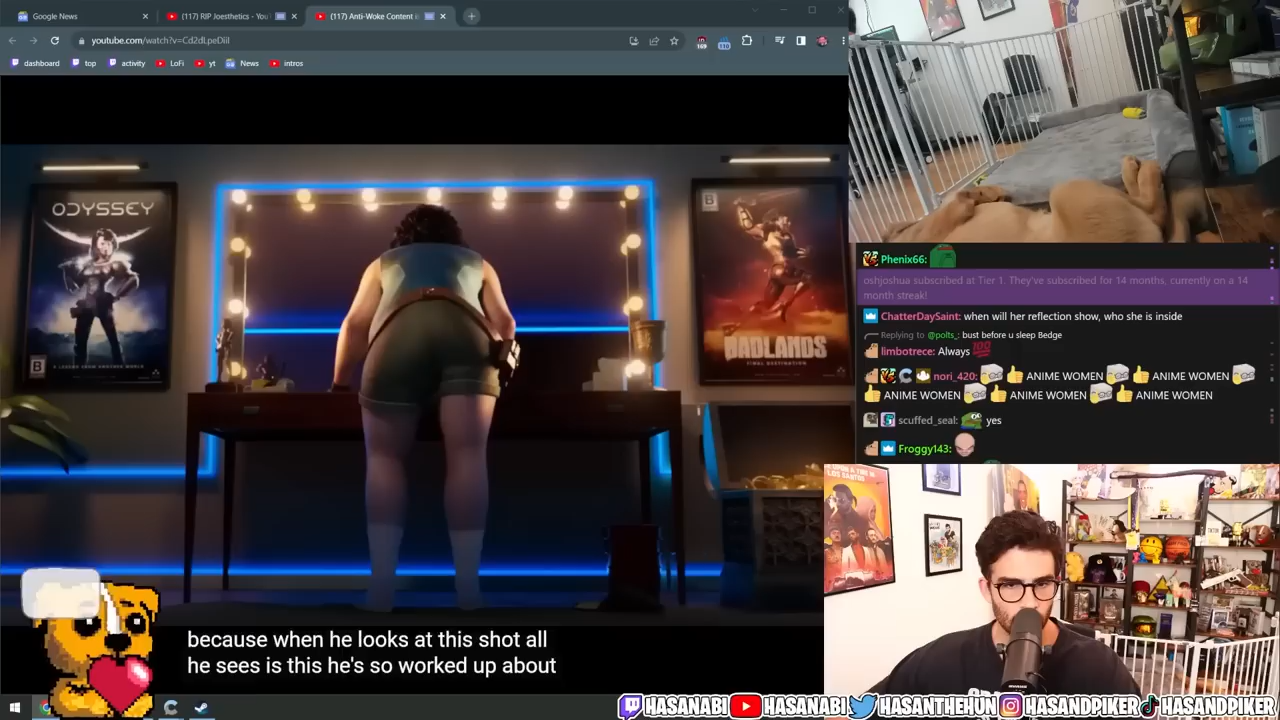 Google News
(117) RIP Joesthetics - You
(117) Anti-Woke Content i
youtube.com/watch?v=Cd2dLpeDiiI
169
110
dashboard
top
activity
LoFi
yt
News
intros
ODYSSEY
B
B
BADLANDS
FINAL DESTINATION
because when he looks at this shot all
he sees is this he's so worked up about
Phenix66:
oshjoshua subscribed at Tier 1. They've subscribed for 14 months, currently on a 14
month streak!
ChatterDaySaint: when will her reflection show, who she is inside
Replying to @polts_: bust before u sleep Bedge
limbotrece: Always 100
nori_420: ANIME WOMEN ANIME WOMEN
ANIME WOMEN ANIME WOMEN ANIME WOMEN
scuffed_seal: yes
Froggy143:
LOS SANTOS
HASANABI HASANABI HASANTHEHUN HASANDPIKER HASANDPIKER